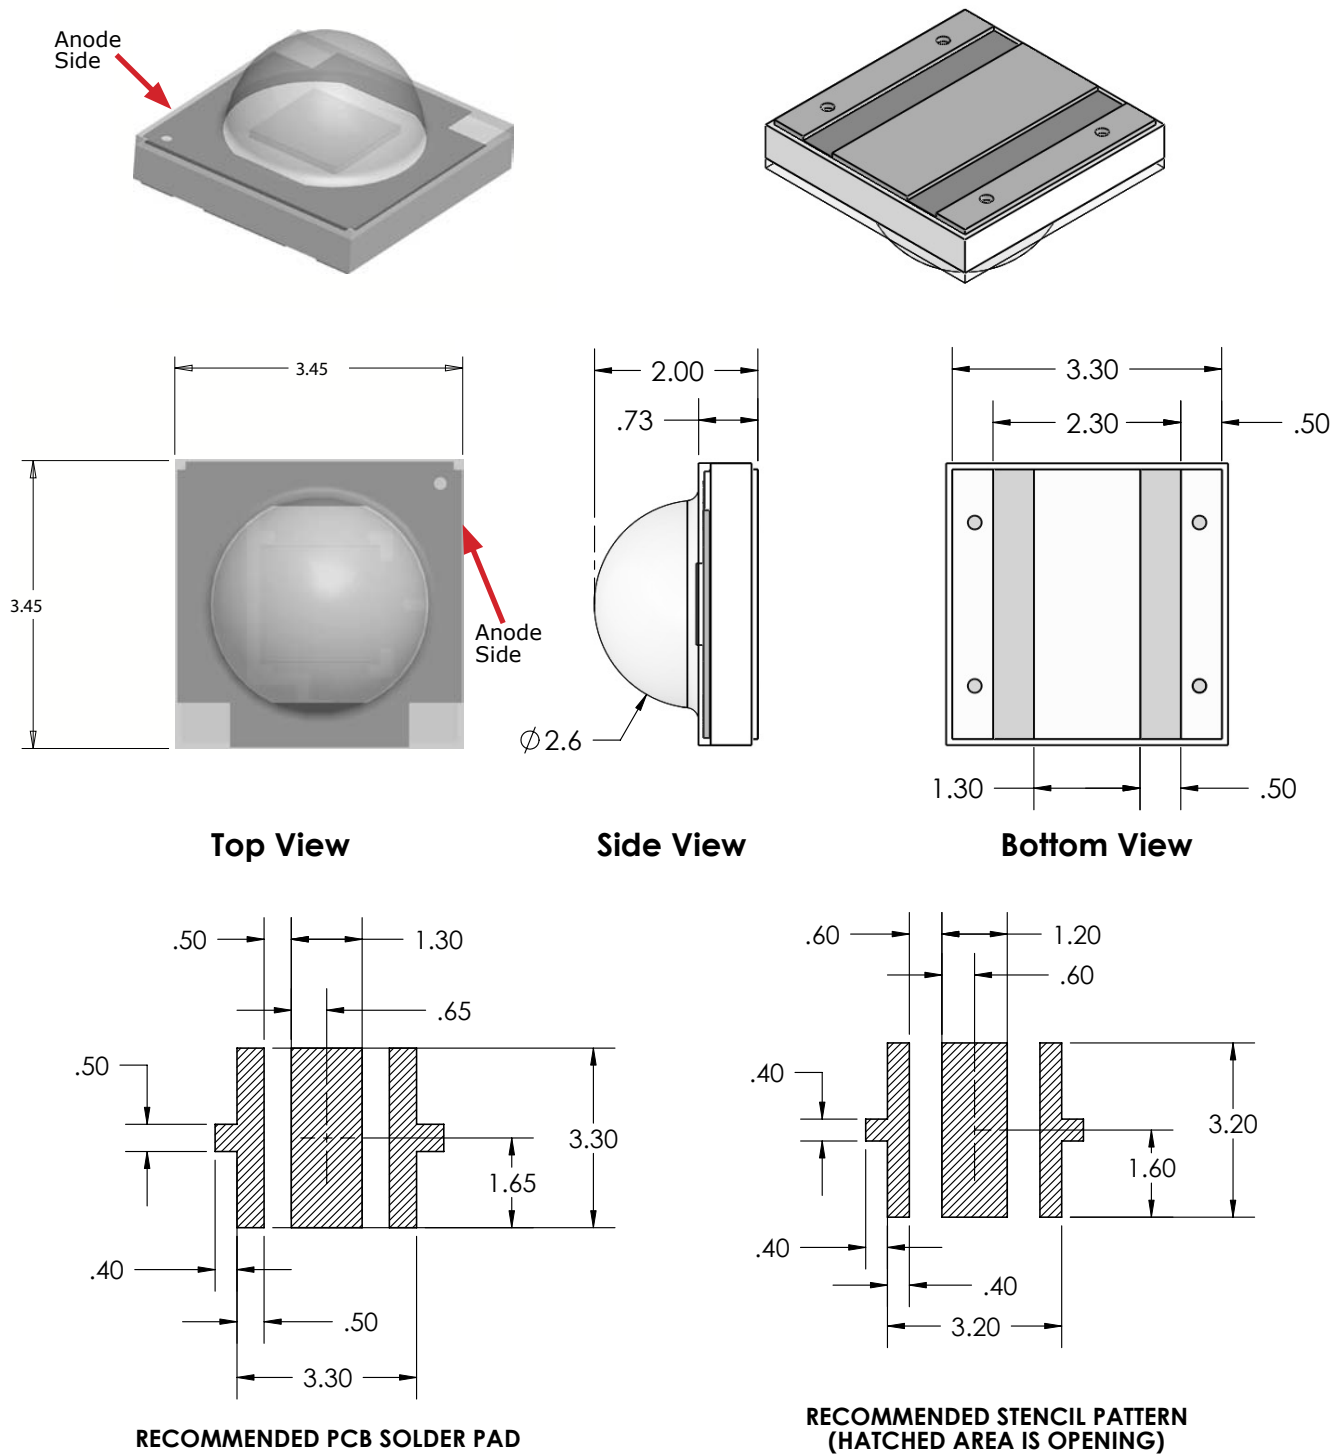 Anode
Side
3.45
3.45
Anode
Side
2.00
.73
∅2.6
3.30
2.30
.50
1.30
.50
Top View
Side View
Bottom View
.50
1.30
.65
.50
3.30
1.65
.40
.50
3.30
RECOMMENDED PCB SOLDER PAD
.60
1.20
.60
.40
3.20
1.60
.40
.40
3.20
RECOMMENDED STENCIL PATTERN
(HATCHED AREA IS OPENING)